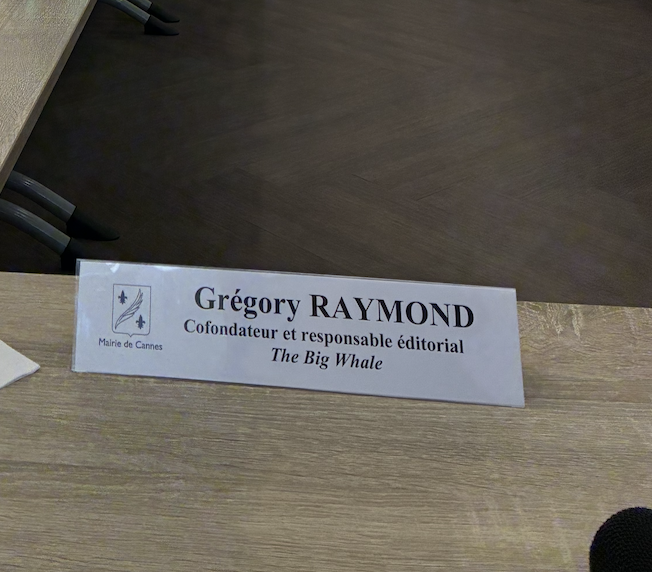 Grégory RAYMOND
Cofondateur et responsable éditorial
The Big Whale
Mairie de Cannes